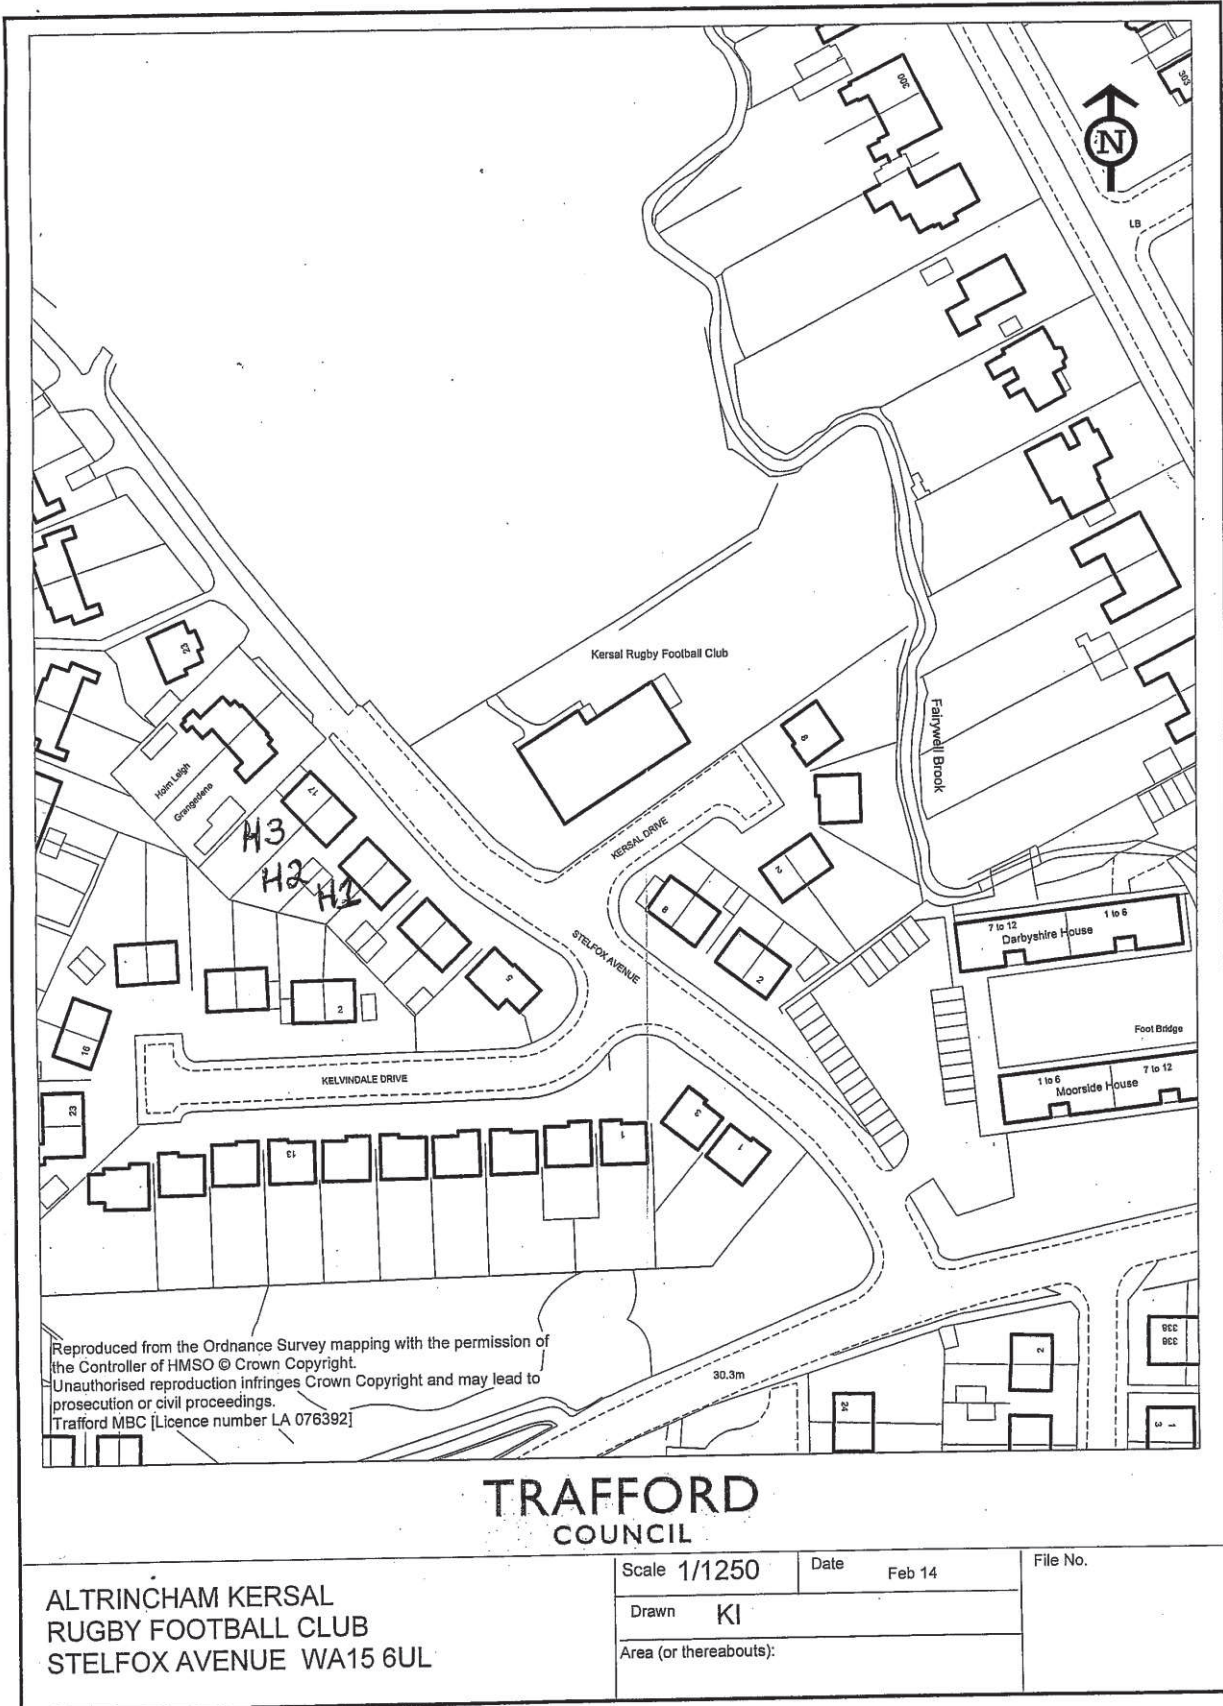 300
303
N
LB
Kersal Rugby Football Club
23
Fairywell Brook
8
Holm Leigh
Grangedene
17
H3
H2
H1
KERSAL DRIVE
2
8
STELFOX AVENUE
2
5
7 to 12
1 to 6
Darbyshire House
2
16
Foot Bridge
KELVINDALE DRIVE
1 to 6
7 to 12
Moorside House
23
3
1
13
1
Reproduced from the Ordnance Survey mapping with the permission of
the Controller of HMSO © Crown Copyright.
Unauthorised reproduction infringes Crown Copyright and may lead to
prosecution or civil proceedings.
Trafford MBC [Licence number LA 076392]
30.3m
2
338
336
24
1
3
TRAFFORD
COUNCIL
ALTRINCHAM KERSAL
RUGBY FOOTBALL CLUB
STELFOX AVENUE WA15 6UL
Scale 1/1250
Date Feb 14
File No.
Drawn KI
Area (or thereabouts):